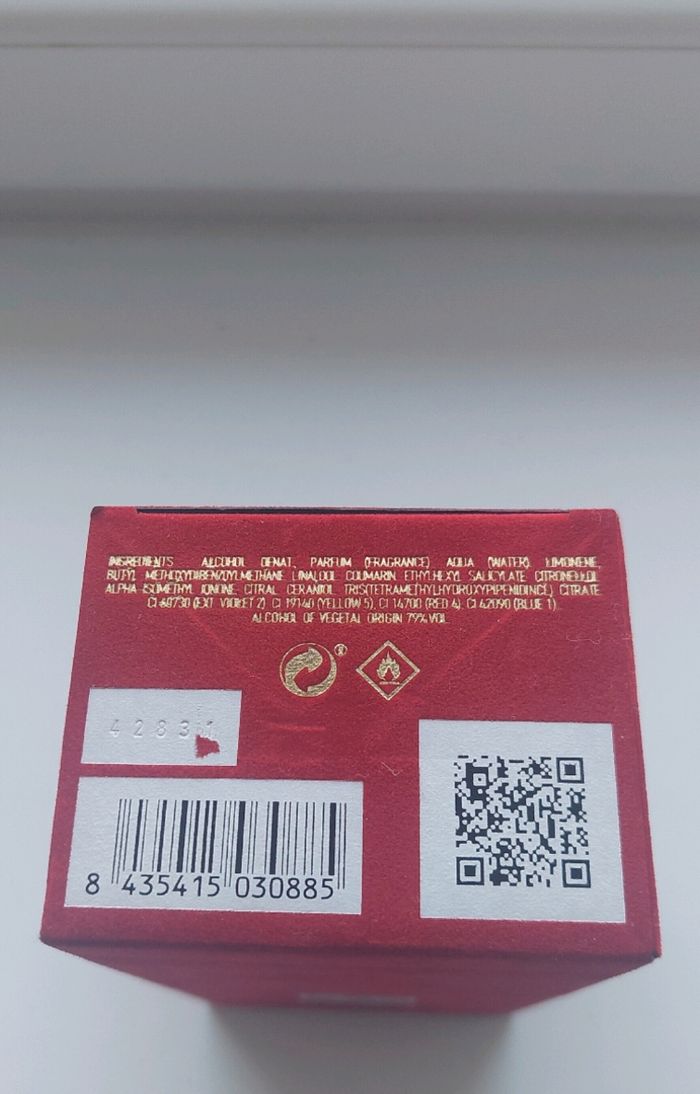 INGREDIENTS ALCOHOL DENAT, PARFUM (FRAGRANCE) AQUA (WATER). LIMONENE,
BUTYL METHOXYDIBENZOYLMETHANE LINALOOL COUMARIN ETHYLHEXYL SALICYLATE CITRONELLOL
ALPHA-ISOMETHYL IONONE CITRAL GERANIOL TRIS(TETRAMETHYLHYDROXYPIPERIDINOL) CITRATE
CI 60730 (EXT. VIOLET 2) CI 19140 (YELLOW 5), CI 14700 (RED 4), CI 42090 (BLUE 1)
ALCOHOL OF VEGETAL ORIGIN 79% VOL
4283
8 435415 030885